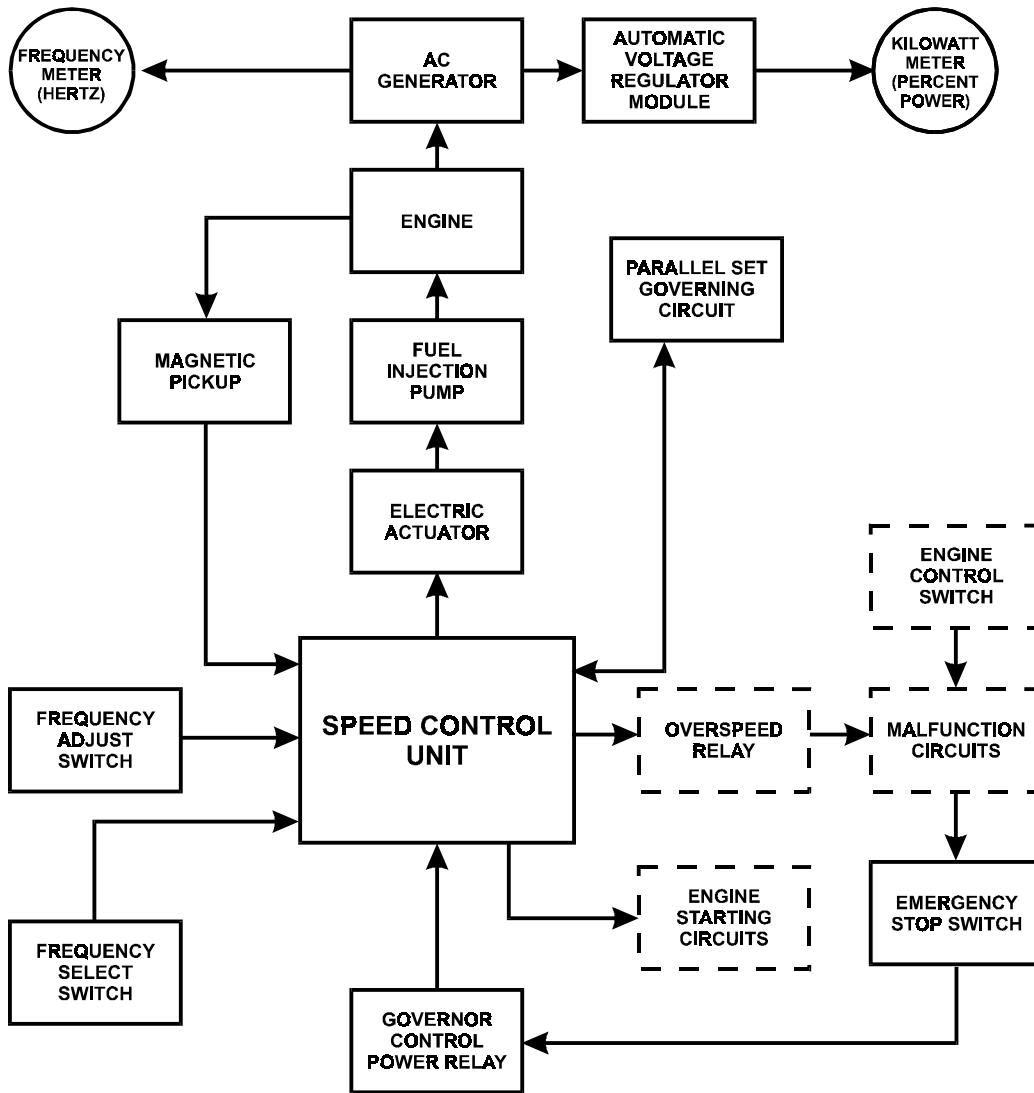 FREQUENCY
METER
(HERTZ)
AC
GENERATOR
AUTOMATIC
VOLTAGE
REGULATOR
MODULE
KILOWATT
METER
(PERCENT
POWER)
ENGINE
PARALLEL SET
GOVERNING
CIRCUIT
MAGNETIC
PICKUP
FUEL
INJECTION
PUMP
ELECTRIC
ACTUATOR
ENGINE
CONTROL
SWITCH
FREQUENCY
ADJUST
SWITCH
SPEED CONTROL
UNIT
OVERSPEED
RELAY
MALFUNCTION
CIRCUITS
FREQUENCY
SELECT
SWITCH
ENGINE
STARTING
CIRCUITS
EMERGENCY
STOP SWITCH
GOVERNOR
CONTROL
POWER RELAY